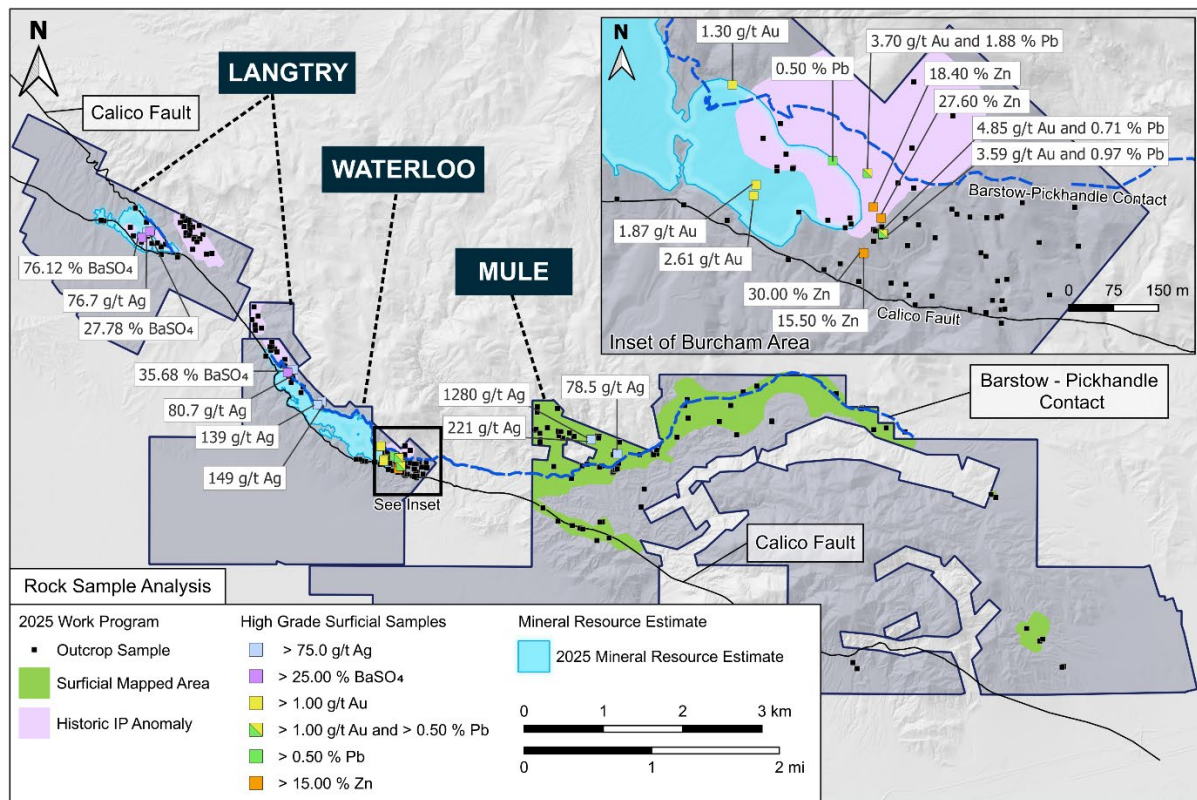 N
LANGTRY
Calico Fault
WATERLOO
MULE
76.12 % BaSO₄
76.7 g/t Ag
27.78 % BaSO₄
35.68 % BaSO₄
80.7 g/t Ag
139 g/t Ag
149 g/t Ag
1280 g/t Ag
221 g/t Ag
78.5 g/t Ag
See Inset
Barstow - Pickhandle
Contact
Calico Fault
N
1.30 g/t Au
0.50 % Pb
3.70 g/t Au and 1.88 % Pb
18.40 % Zn
27.60 % Zn
4.85 g/t Au and 0.71 % Pb
3.59 g/t Au and 0.97 % Pb
Barstow-Pickhandle Contact
1.87 g/t Au
2.61 g/t Au
30.00 % Zn
15.50 % Zn
Calico Fault
0 75 150 m
Inset of Burcham Area
Rock Sample Analysis
2025 Work Program
Outcrop Sample
Surficial Mapped Area
Historic IP Anomaly
High Grade Surficial Samples
> 75.0 g/t Ag
> 25.00 % BaSO₄
> 1.00 g/t Au
> 1.00 g/t Au and > 0.50 % Pb
> 0.50 % Pb
> 15.00 % Zn
Mineral Resource Estimate
2025 Mineral Resource Estimate
0 1 2 3 km
0 1 2 mi